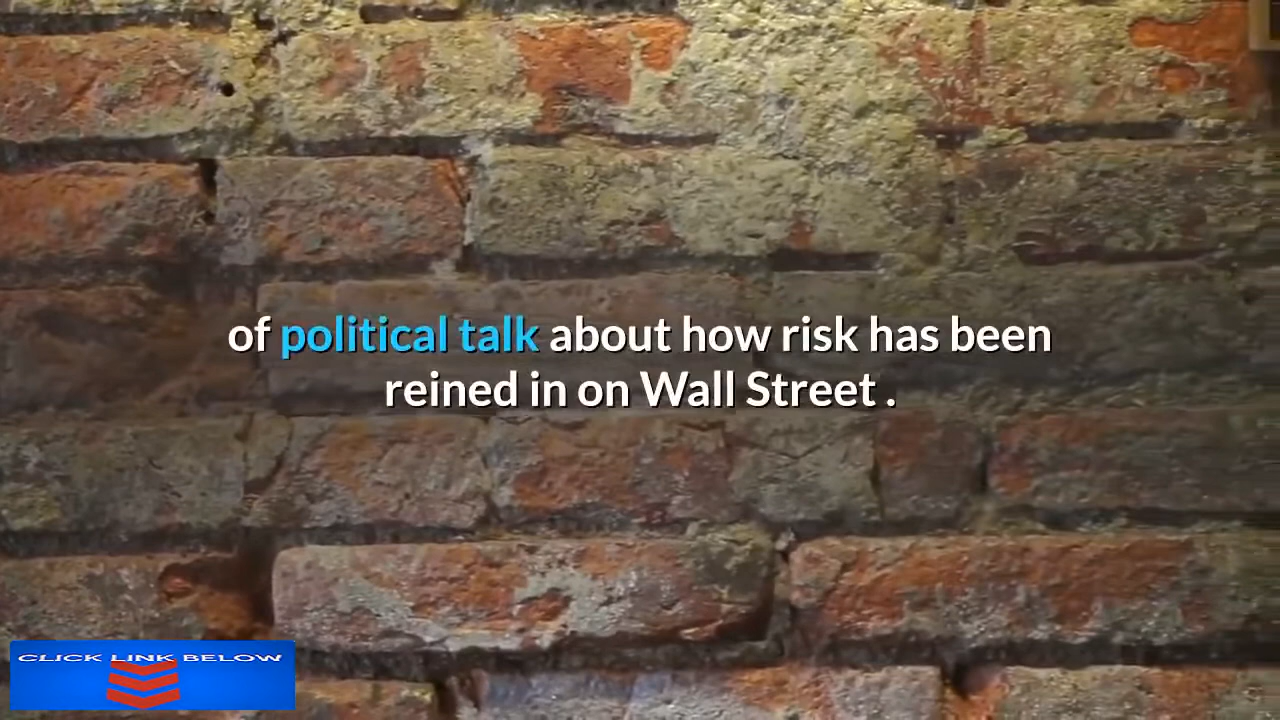 of political talk about how risk has been
reined in on Wall Street .
CLICK LINK BELOW